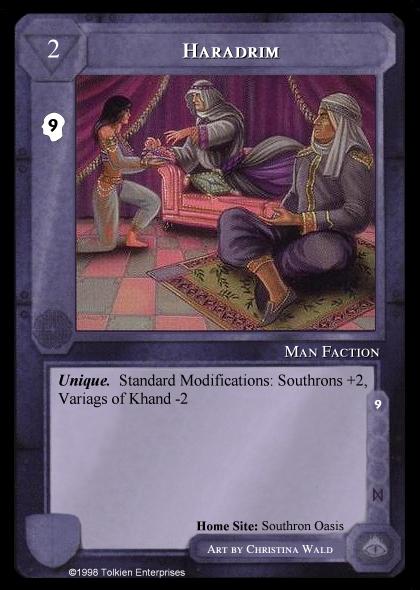 2
HARADRIM
9
MAN FACTION
Unique. Standard Modifications: Southrons +2,
Variags of Khand -2
9
Home Site: Southron Oasis
ART BY CHRISTINA WALD
©1998 Tolkien Enterprises